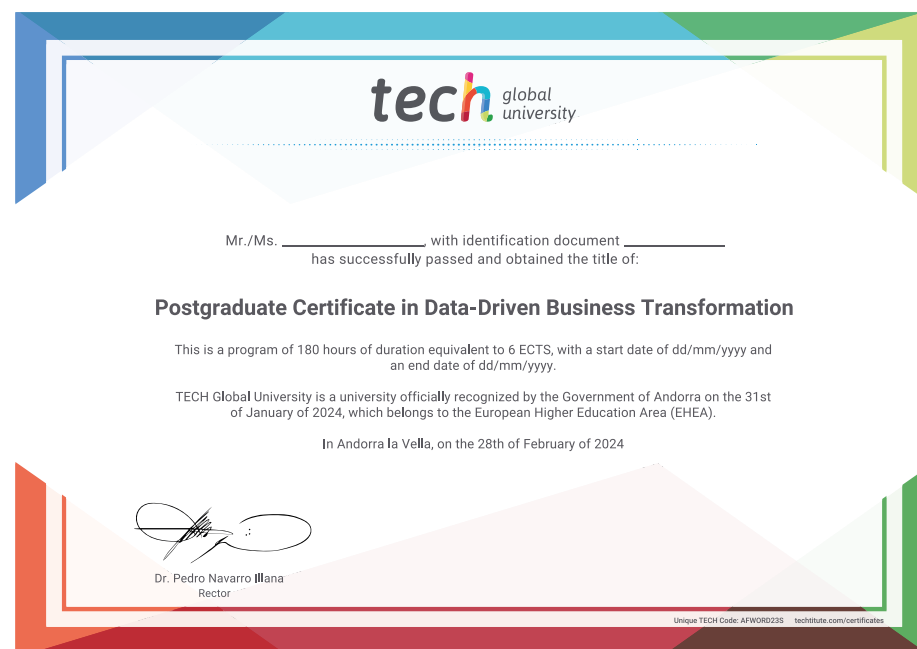 tech global
university
Mr./Ms. ____________, with identification document ____________
has successfully passed and obtained the title of:
Postgraduate Certificate in Data-Driven Business Transformation
This is a program of 180 hours of duration equivalent to 6 ECTS, with a start date of dd/mm/yyyy and
an end date of dd/mm/yyyy.
TECH Global University is a university officially recognized by the Government of Andorra on the 31st
of January of 2024, which belongs to the European Higher Education Area (EHEA).
In Andorra la Vella, on the 28th of February of 2024
Dr. Pedro Navarro Illana
Rector
Unique TECH Code: AFWORD23S techtitute.com/certificates